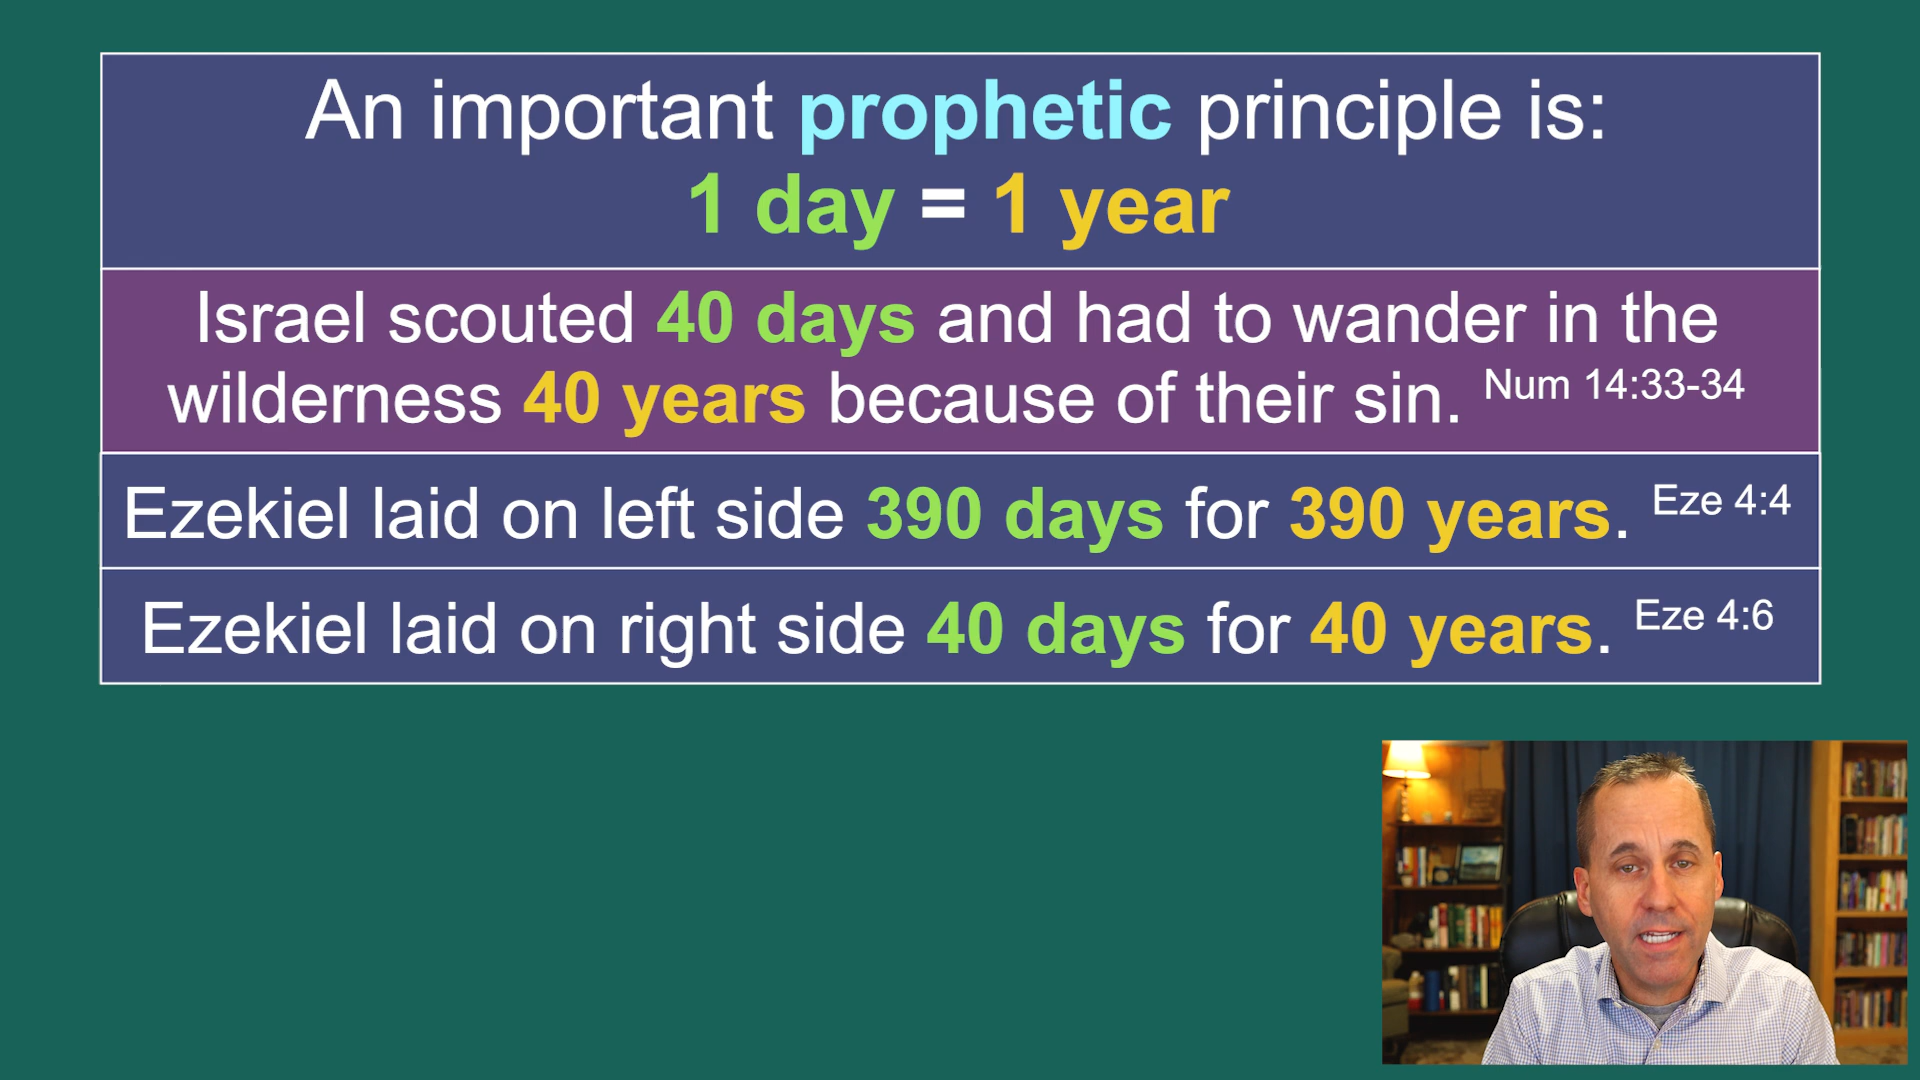 An important prophetic principle is:
1 day = 1 year
Israel scouted 40 days and had to wander in the
wilderness 40 years because of their sin. Num 14:33-34
Ezekiel laid on left side 390 days for 390 years. Eze 4:4
Ezekiel laid on right side 40 days for 40 years. Eze 4:6